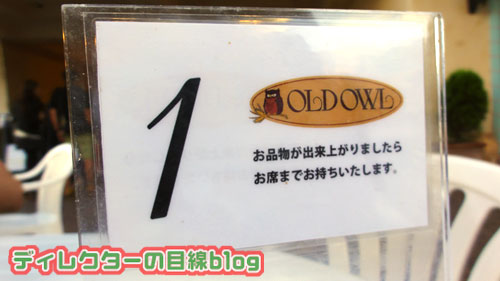 1
OLD OWL
お品物が出来上がりましたら
お席までお持ちいたします。
ディレクターの目線blog